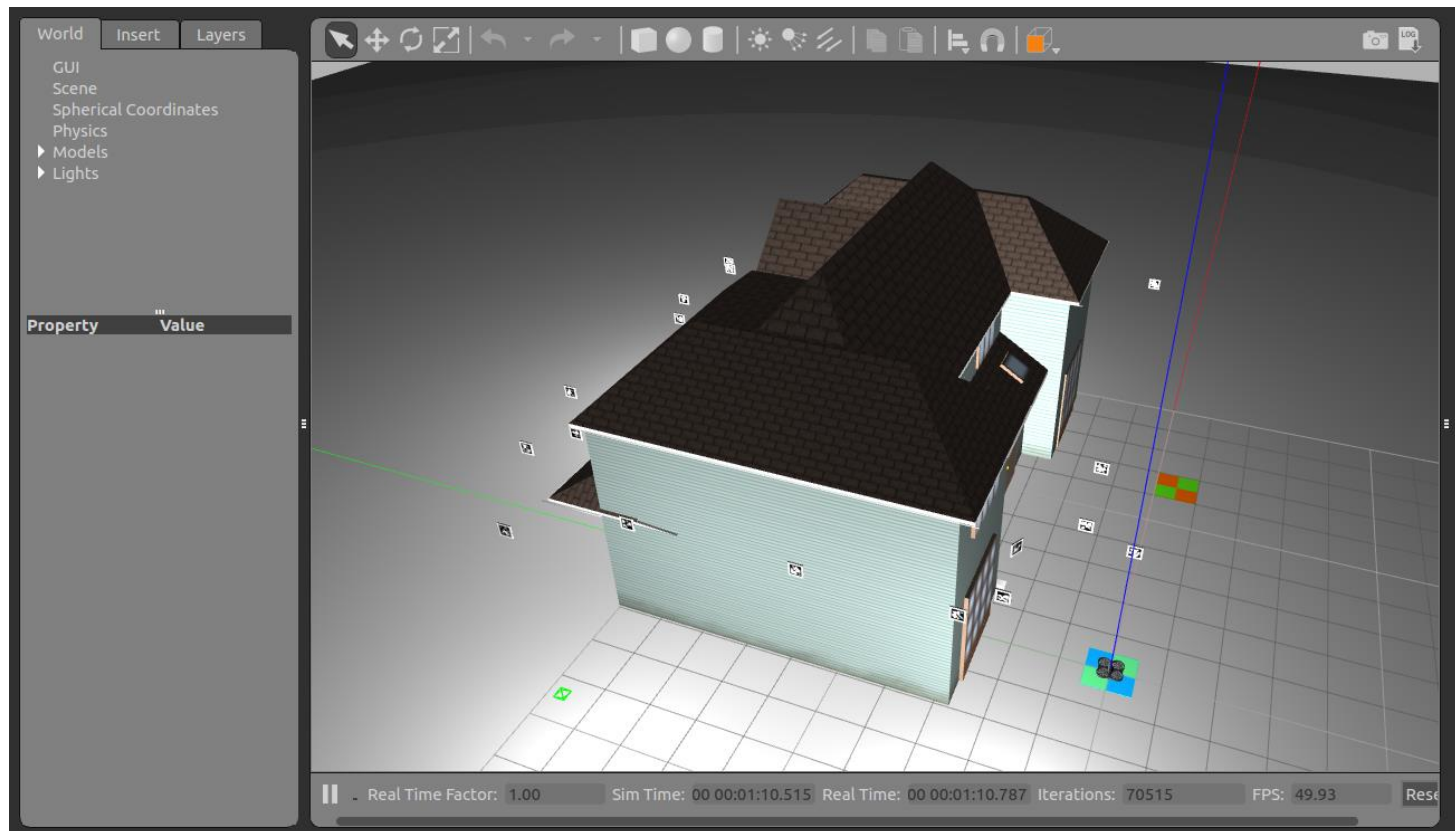 World Insert Layers
GUI
Scene
Spherical Coordinates
Physics
Models
Lights
Property Value
LOG
Real Time Factor: 1.00 Sim Time: 00 00:01:10.515 Real Time: 00 00:01:10.787 Iterations: 70515 FPS: 49.93 Rese